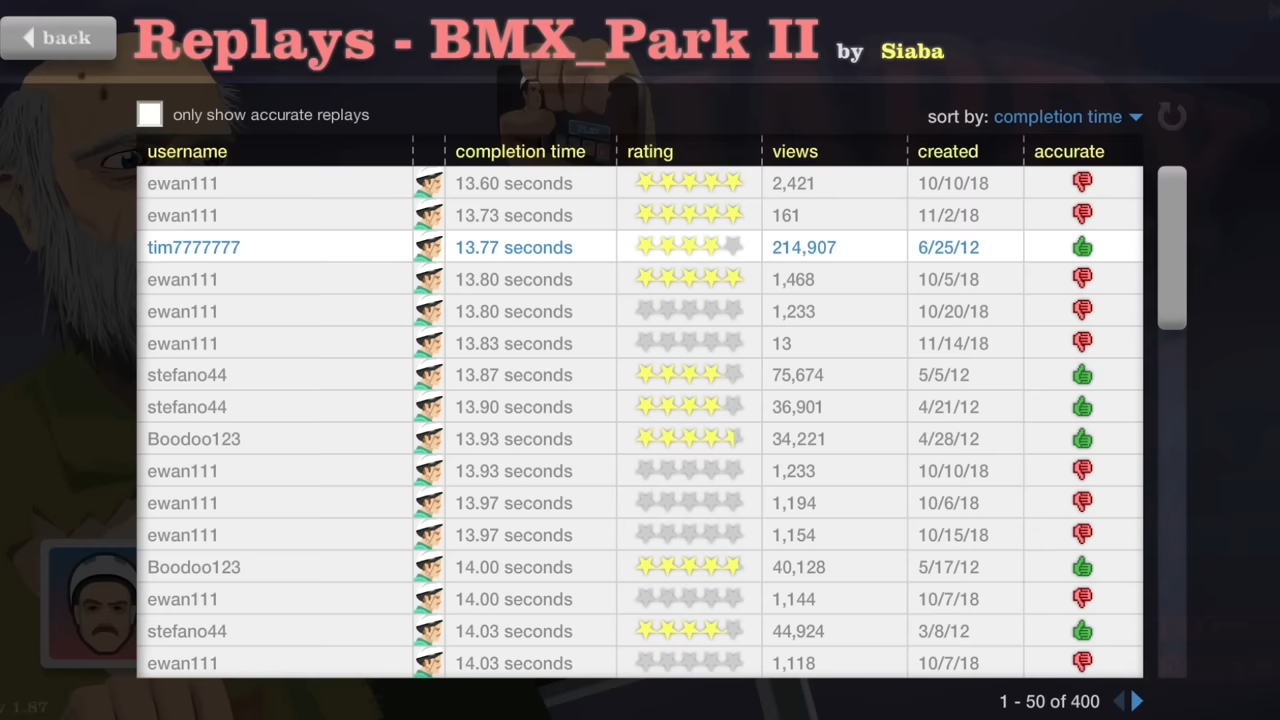 back
Replays - BMX_Park II by Siaba
only show accurate replays
sort by: completion time
username completion time rating views created accurate
ewan111 13.60 seconds 2,421 10/10/18
ewan111 13.73 seconds 161 11/2/18
tim7777777 13.77 seconds 214,907 6/25/12
ewan111 13.80 seconds 1,468 10/5/18
ewan111 13.80 seconds 1,233 10/20/18
ewan111 13.83 seconds 13 11/14/18
stefano44 13.87 seconds 75,674 5/5/12
stefano44 13.90 seconds 36,901 4/21/12
Boodoo123 13.93 seconds 34,221 4/28/12
ewan111 13.93 seconds 1,233 10/10/18
ewan111 13.97 seconds 1,194 10/6/18
ewan111 13.97 seconds 1,154 10/15/18
Boodoo123 14.00 seconds 40,128 5/17/12
ewan111 14.00 seconds 1,144 10/7/18
stefano44 14.03 seconds 44,924 3/8/12
ewan111 14.03 seconds 1,118 10/7/18
1 - 50 of 400
v 1.87